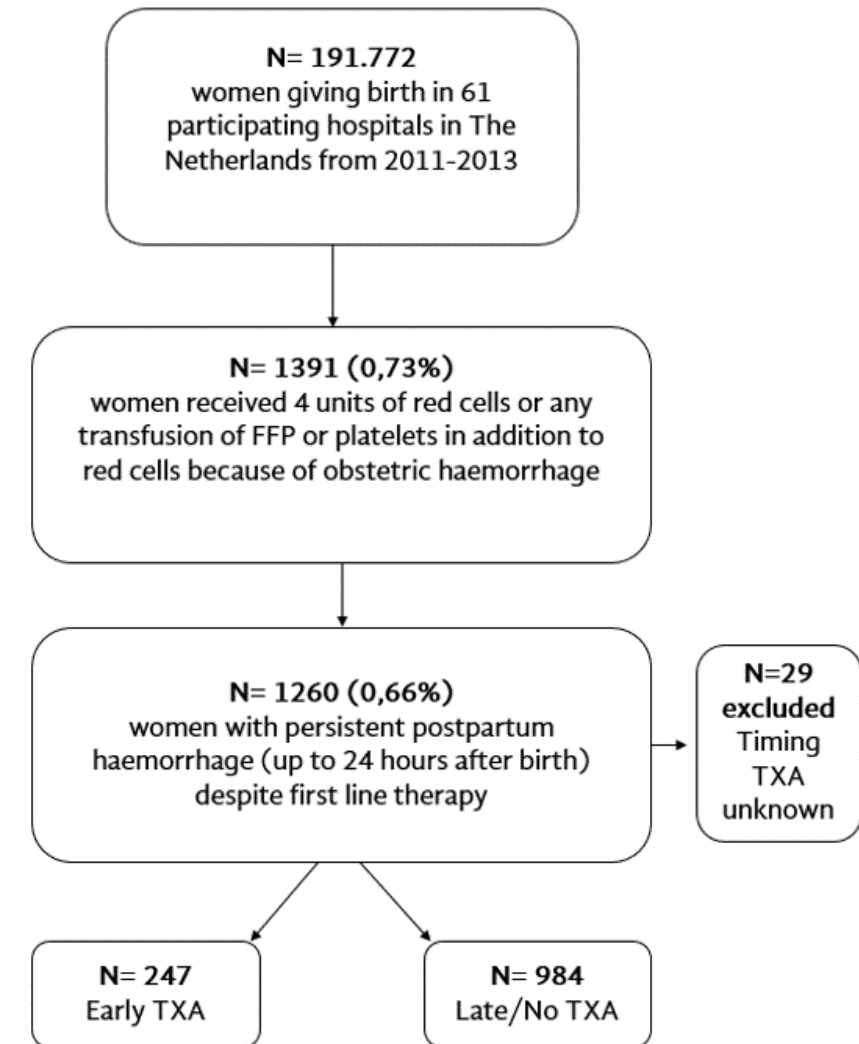 N= 191.772
women giving birth in 61
participating hospitals in The
Netherlands from 2011-2013
N= 1391 (0,73%)
women received 4 units of red cells or any
transfusion of FFP or platelets in addition to
red cells because of obstetric haemorrhage
N= 1260 (0,66%)
women with persistent postpartum
haemorrhage (up to 24 hours after birth)
despite first line therapy
N=29
excluded
Timing
TXA
unknown
N= 247
Early TXA
N= 984
Late/No TXA